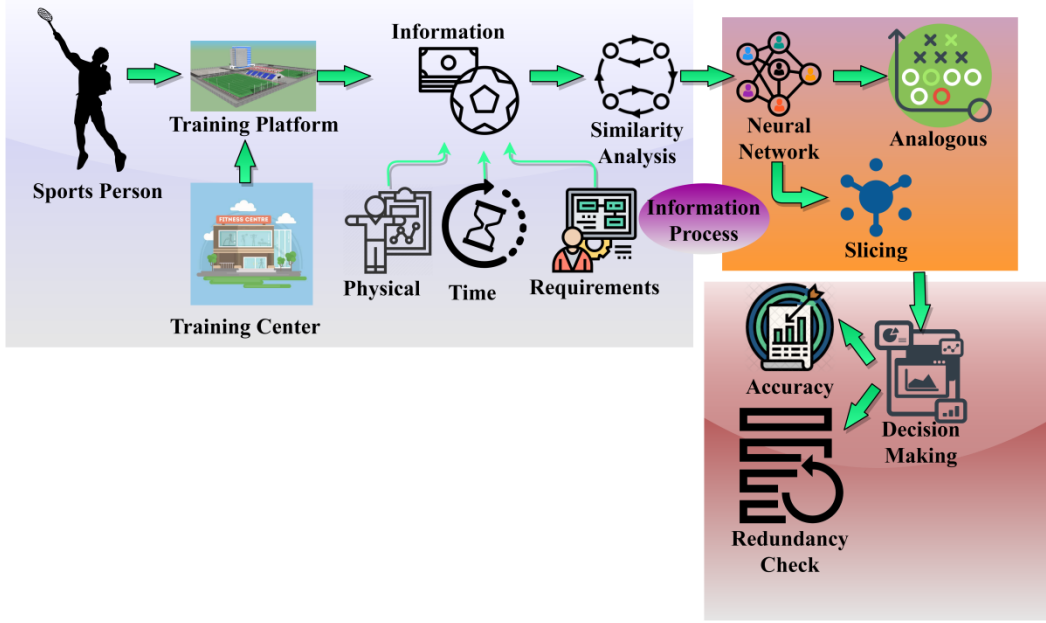 Sports Person
Training Platform
FITNESS CENTRE
Training Center
Information
Physical
Time
Requirements
Similarity
Analysis
Information
Process
Neural
Network
Analogous
Slicing
Accuracy
Decision
Making
Redundancy
Check